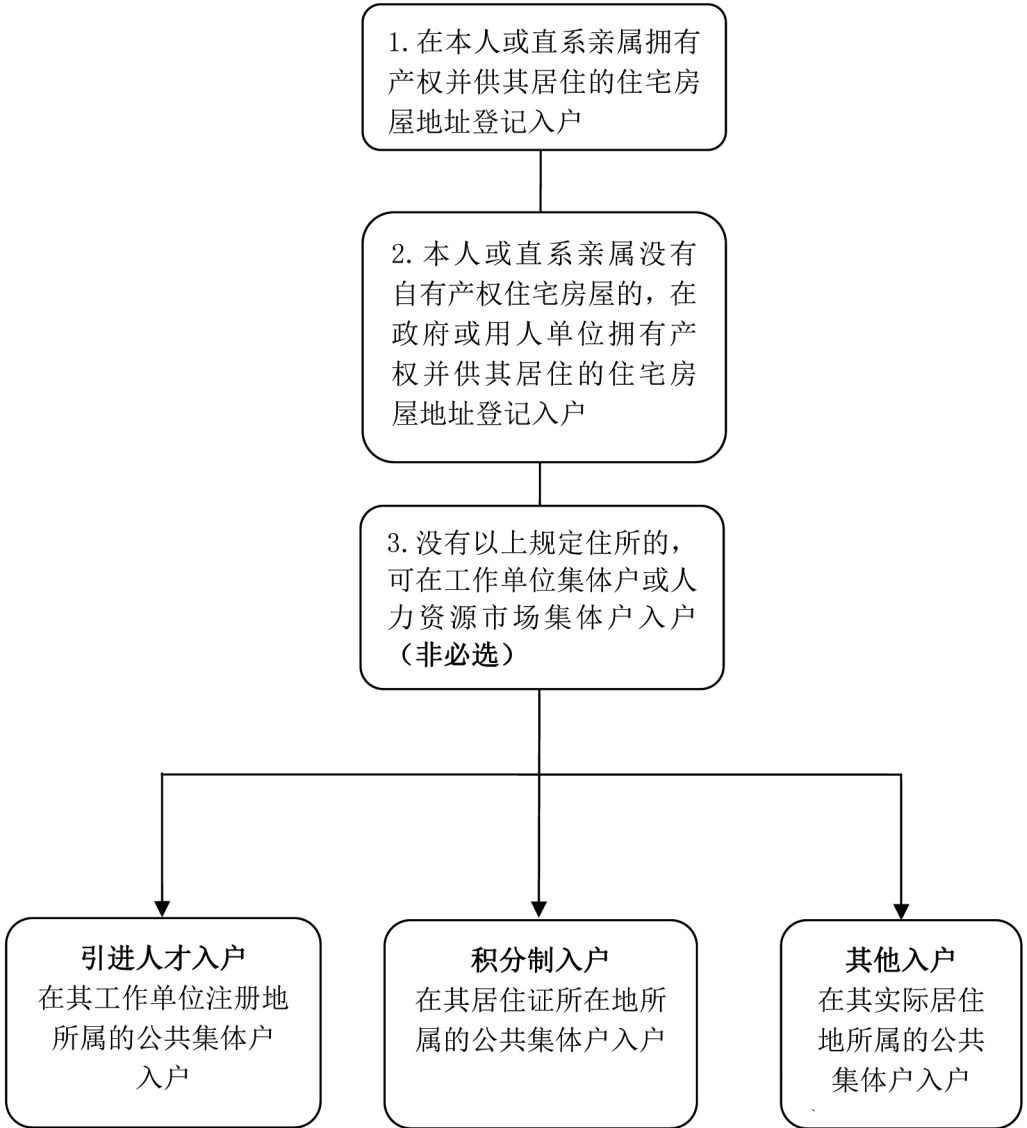 1.在本人或直系亲属拥有
产权并供其居住的住宅房
屋地址登记入户
2.本人或直系亲属没有
自有产权住宅房屋的，在
政府或用人单位拥有产
权并供其居住的住宅房
屋地址登记入户
3.没有以上规定住所的，
可在工作单位集体户或人
力资源市场集体户入户
（非必选）
引进人才入户
在其工作单位注册地
所属的公共集体户
入户
积分制入户
在其居住证所在地所
属的公共集体户入户
其他入户
在其实际居住
地所属的公共
集体户入户